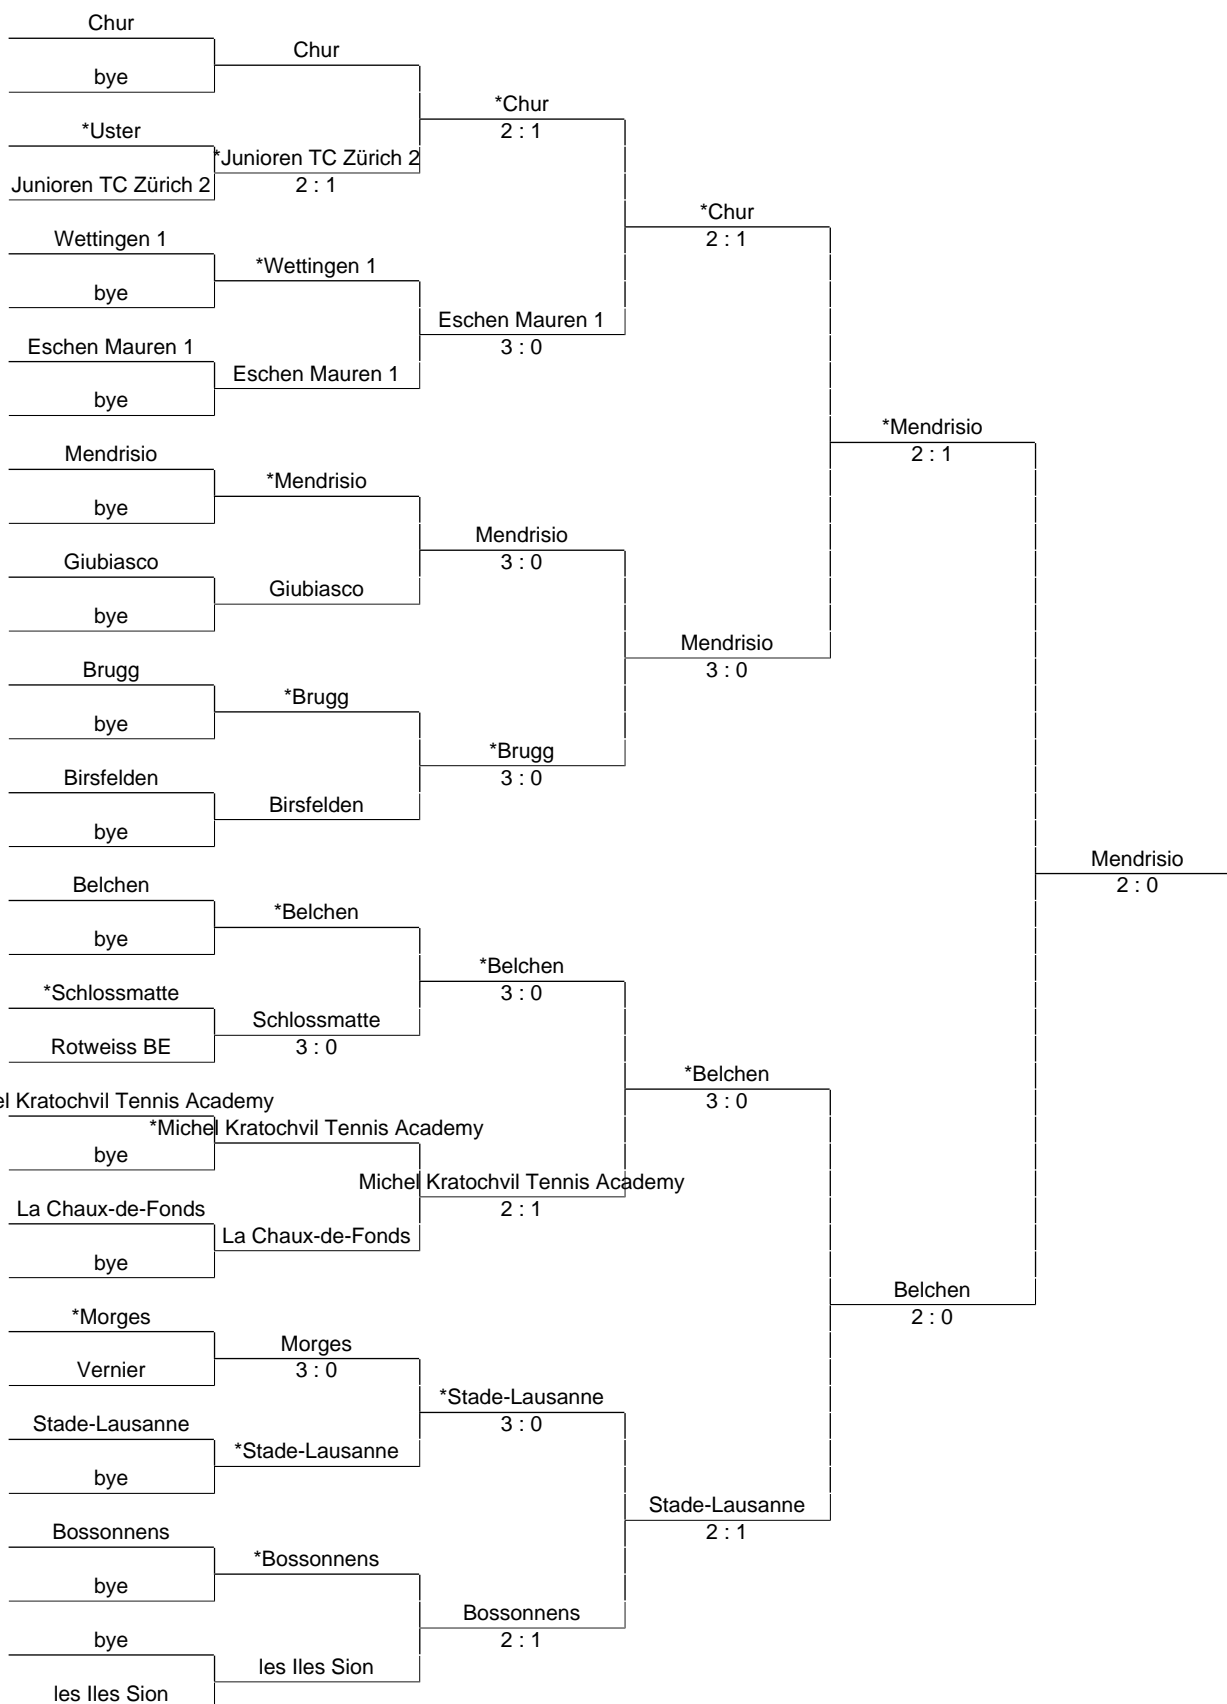 Chur
bye
*Uster
Junioren TC Zürich 2
Wettingen 1
bye
Eschen Mauren 1
bye
Mendrisio
bye
Giubiasco
bye
Brugg
bye
Birsfelden
bye
Belchen
bye
*Schlossmatte
Rotweiss BE
el Kratochvil Tennis Academy
bye
La Chaux-de-Fonds
bye
*Morges
Vernier
Stade-Lausanne
bye
Bossonnens
bye
bye
les Iles Sion
Chur
*Junioren TC Zürich 2
2 : 1
*Wettingen 1
Eschen Mauren 1
*Mendrisio
Giubiasco
*Brugg
Birsfelden
*Belchen
Schlossmatte
3 : 0
*Michel Kratochvil Tennis Academy
La Chaux-de-Fonds
Morges
3 : 0
*Stade-Lausanne
*Bossonnens
les Iles Sion
*Chur
2 : 1
Eschen Mauren 1
3 : 0
Mendrisio
3 : 0
*Brugg
3 : 0
*Belchen
3 : 0
Michel Kratochvil Tennis Academy
2 : 1
*Stade-Lausanne
3 : 0
Bossonnens
2 : 1
*Chur
2 : 1
Mendrisio
3 : 0
*Belchen
3 : 0
Stade-Lausanne
2 : 1
*Mendrisio
2 : 1
Belchen
2 : 0
Mendrisio
2 : 0